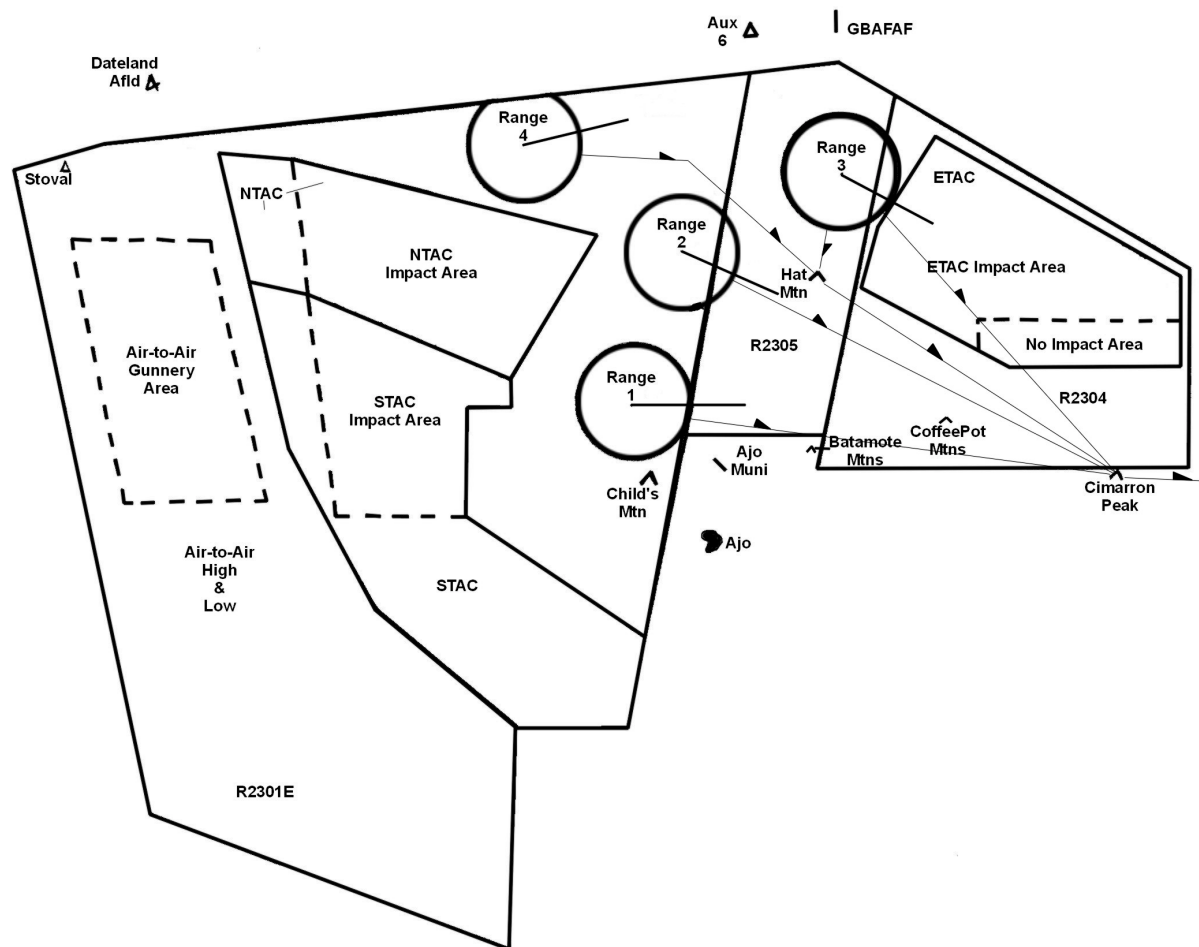 Aux
6
GBAFAF
Dateland
Afld
Stoval
Range
4
Range
3
ETAC
NTAC
Range
2
NTAC
Impact Area
Hat
Mtn
ETAC Impact Area
Air-to-Air
Gunnery
Area
R2305
No Impact Area
Range
1
STAC
Impact Area
R2304
CoffeePot
Mtns
Batamote
Mtns
Ajo
Muni
Child's
Mtn
Cimarron
Peak
Ajo
Air-to-Air
High
&
Low
STAC
R2301E